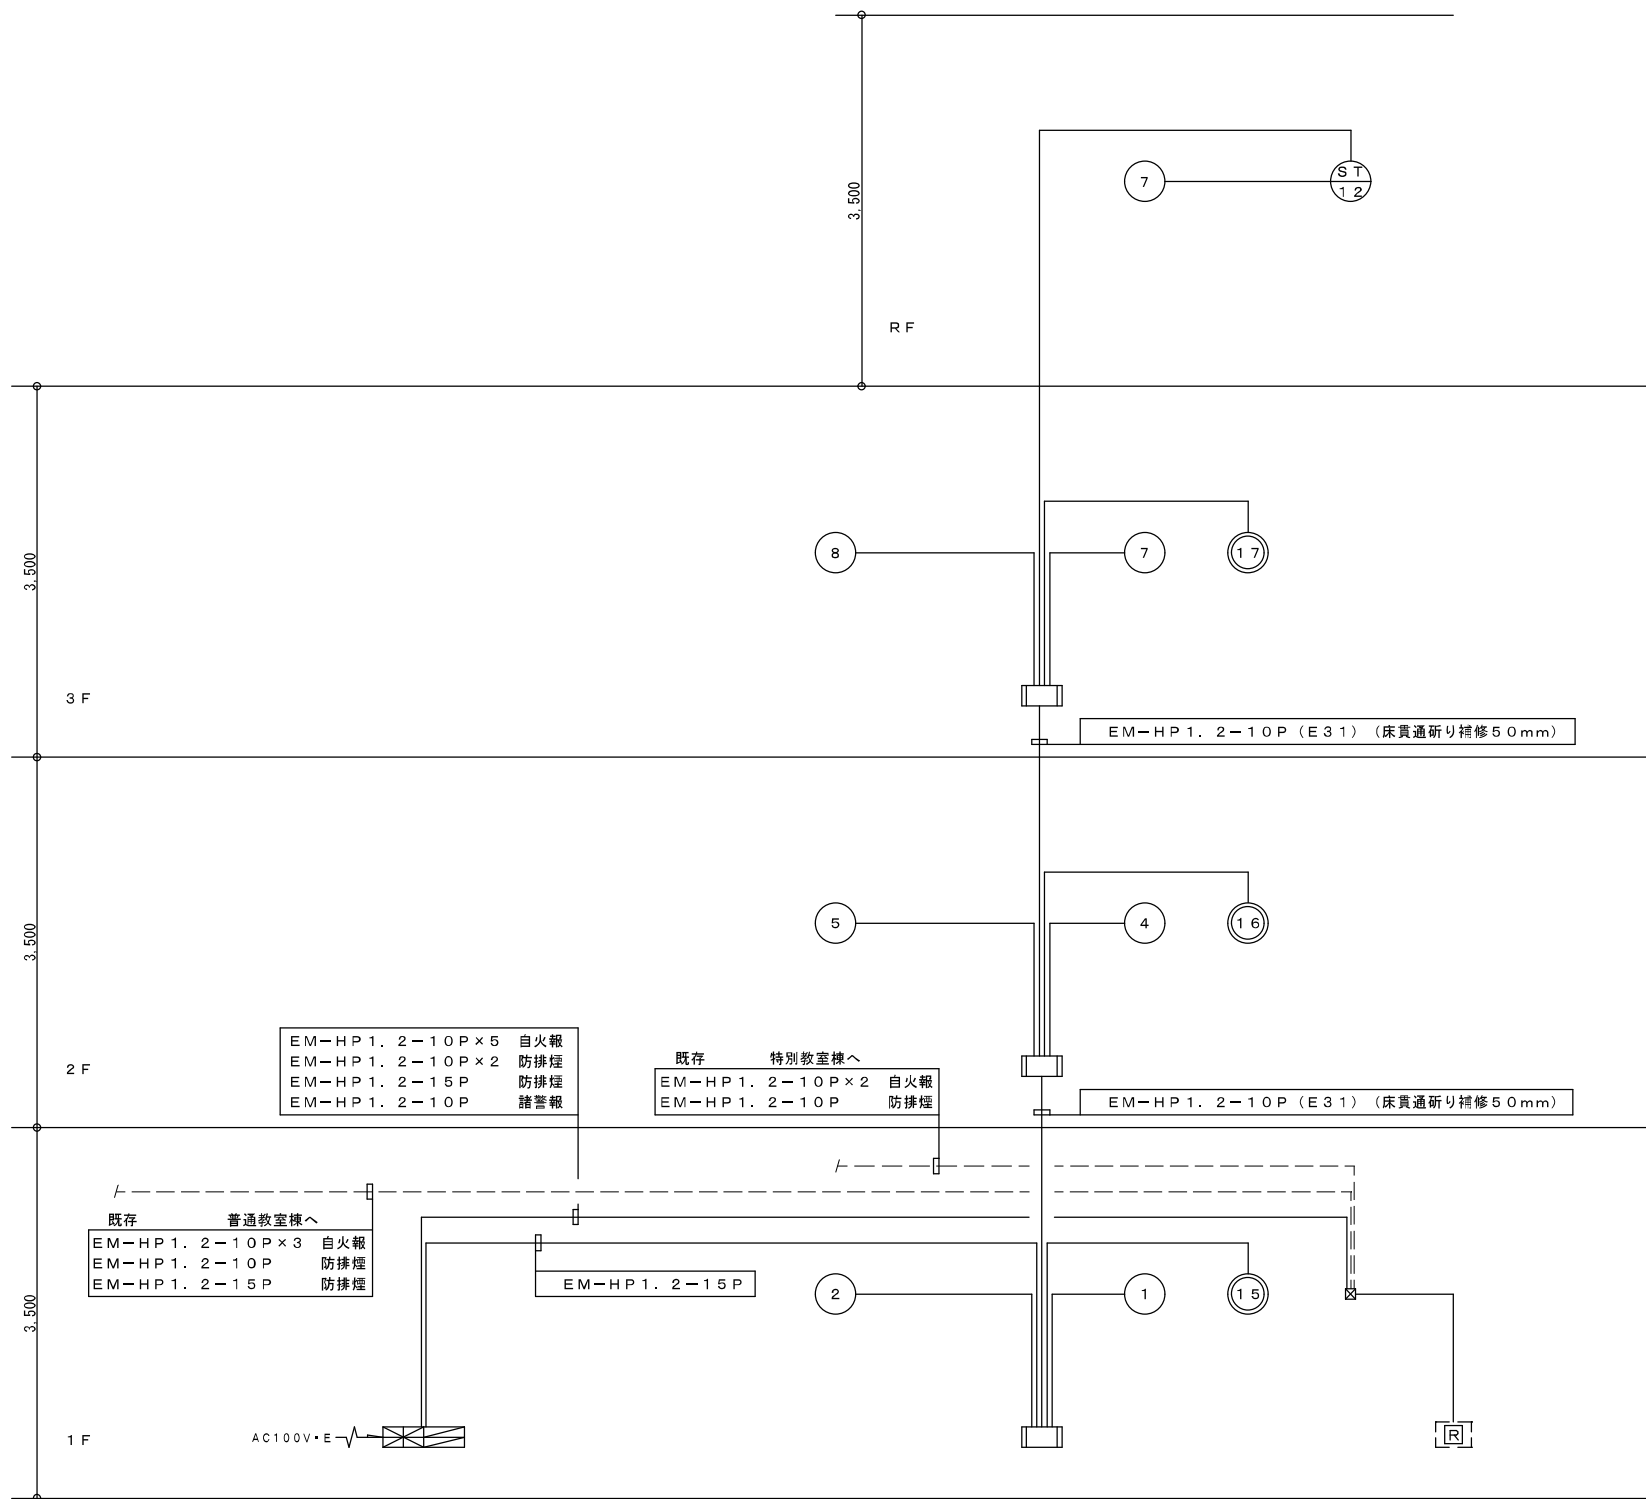 ST
7
12
3,500
RF
8
7
17
3,500
3F
EM-HP1.2-10P(E31)(床貫通斫り補修50mm)
5
4
16
3,500
EM-HP1.2-10P×5 自火報
EM-HP1.2-10P×2 防排煙
EM-HP1.2-15P 防排煙
EM-HP1.2-10P 諸警報
既存 特別教室棟へ
EM-HP1.2-10P×2 自火報
EM-HP1.2-10P 防排煙
2F
EM-HP1.2-10P(E31)(床貫通斫り補修50mm)
既存 普通教室棟へ
EM-HP1.2-10P×3 自火報
EM-HP1.2-10P 防排煙
EM-HP1.2-15P 防排煙
EM-HP1.2-15P
2
1
15
3,500
1F
AC100V・E
R